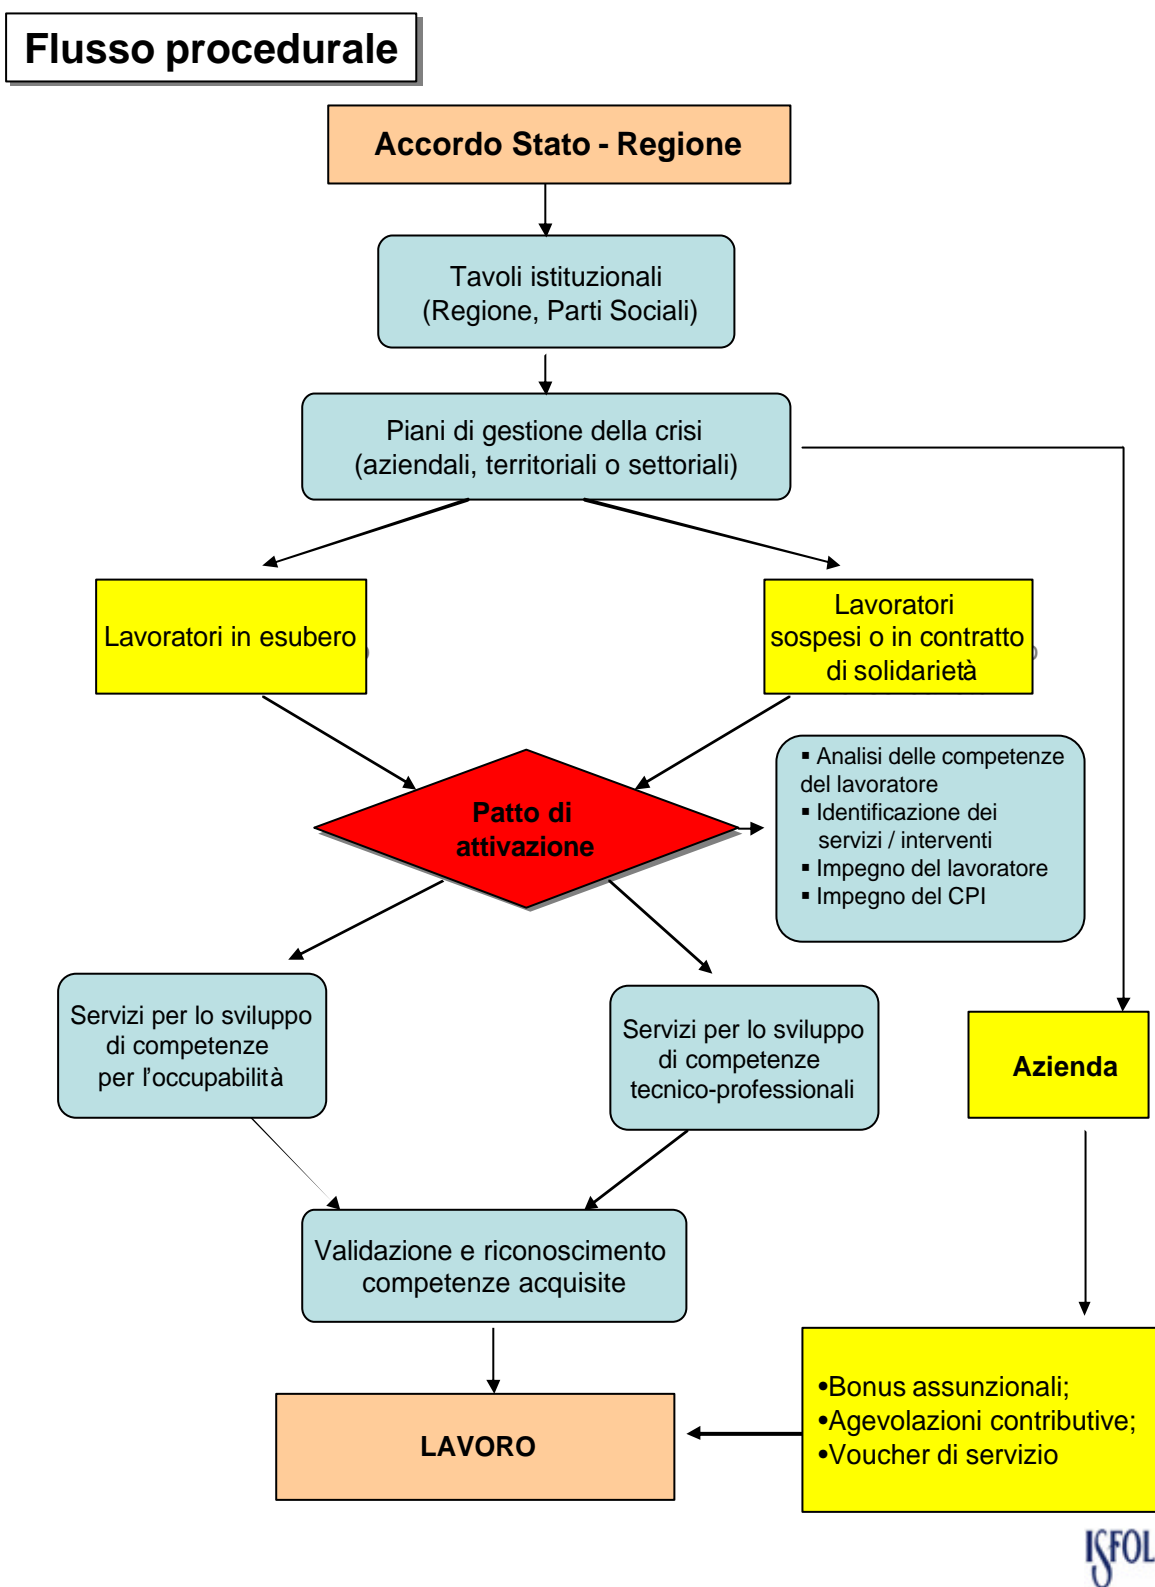 Flusso procedurale
Accordo Stato - Regione
Tavoli istituzionali
(Regione, Parti Sociali)
Piani di gestione della crisi
(aziendali, territoriali o settoriali)
Lavoratori in esubero
Lavoratori
sospesi o in contratto
di solidarietà
Patto di
attivazione
▪ Analisi delle competenze
del lavoratore
▪ Identificazione dei
servizi / interventi
▪ Impegno del lavoratore
▪ Impegno del CPI
Servizi per lo sviluppo
di competenze
per l'occupabilità
Servizi per lo sviluppo
di competenze
tecnico-professionali
Azienda
Validazione e riconoscimento
competenze acquisite
•Bonus assunzionali;
•Agevolazioni contributive;
•Voucher di servizio
LAVORO
ISFOL